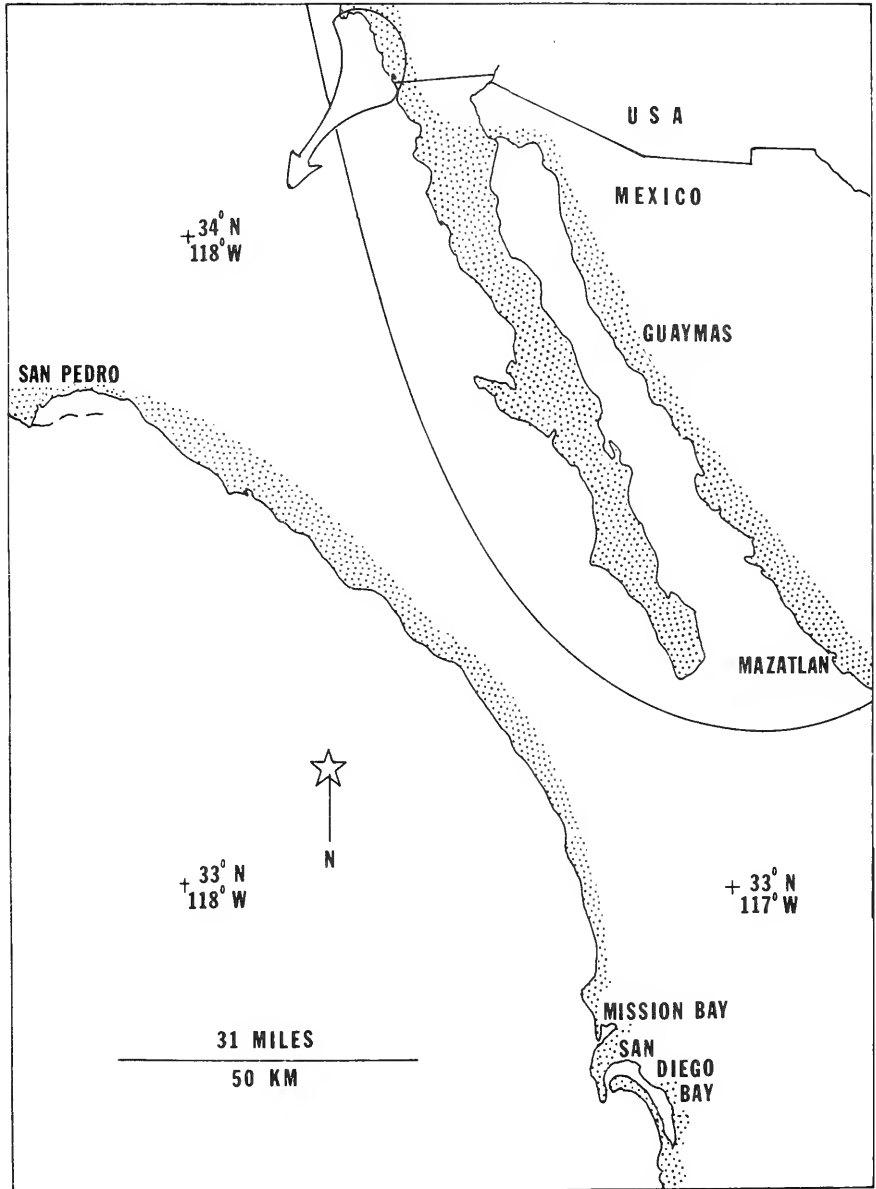 U S A
MEXICO
+34° N
118° W
GUAYMAS
SAN PEDRO
MAZATLAN
N
+33° N
118° W
+33° N
117° W
MISSION BAY
31 MILES
50 KM
SAN
DIEGO
BAY